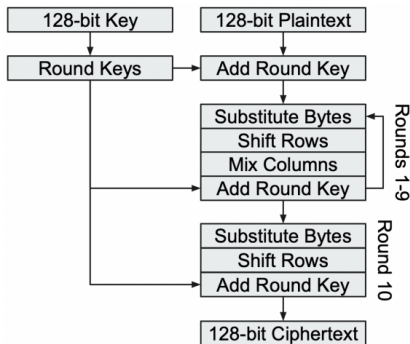 128-bit Key
128-bit Plaintext
Round Keys
Add Round Key
Substitute Bytes
Shift Rows
Mix Columns
Add Round Key
Rounds 1-9
Substitute Bytes
Shift Rows
Add Round Key
Round 10
128-bit Ciphertext